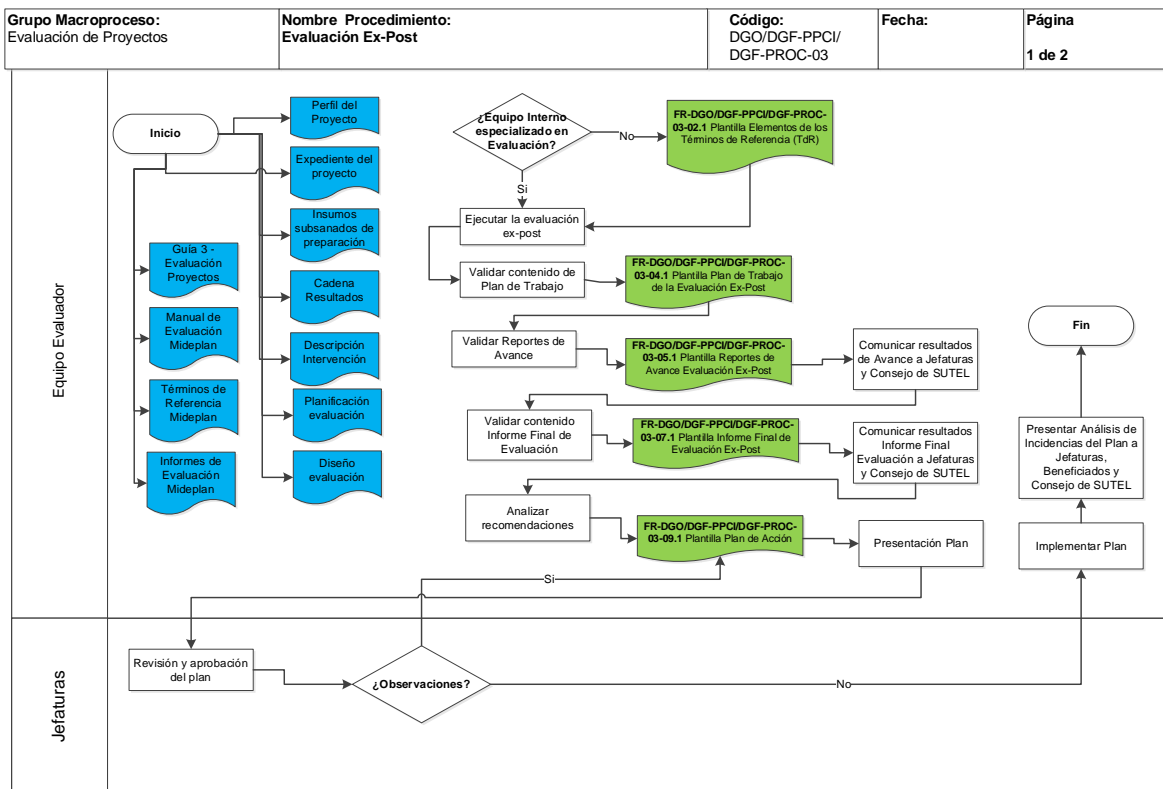 Grupo Macroproceso:
Evaluación de Proyectos
Nombre Procedimiento:
Evaluación Ex-Post
Código:
DGO/DGF-PPCI/
DGF-PROC-03
Fecha:
Página
1 de 2
Equipo Evaluador
Inicio
Perfil del
Proyecto
Expediente del
proyecto
Insumos
subsanados de
preparación
Cadena
Resultados
Descripción
Intervención
Planificación
evaluación
Diseño
evaluación
Guía 3 -
Evaluación
Proyectos
Manual de
Evaluación
Mideplan
Términos de
Referencia
Mideplan
Informes de
Evaluación
Mideplan
¿Equipo Interno
especializado en
Evaluación?
No
Si
FR-DGO/DGF-PPCI/DGF-PROC-
03-02.1 Plantilla Elementos de los
Términos de Referencia (TdR)
Ejecutar la evaluación
ex-post
Validar contenido de
Plan de Trabajo
FR-DGO/DGF-PPCI/DGF-PROC-
03-04.1 Plantilla Plan de Trabajo
de la Evaluación Ex-Post
Validar Reportes de
Avance
FR-DGO/DGF-PPCI/DGF-PROC-
03-05.1 Plantilla Reportes de
Avance Evaluación Ex-Post
Comunicar resultados
de Avance a Jefaturas
y Consejo de SUTEL
Validar contenido
Informe Final de
Evaluación
FR-DGO/DGF-PPCI/DGF-PROC-
03-07.1 Plantilla Informe Final de
Evaluación Ex-Post
Comunicar resultados
Informe Final
Evaluación a Jefaturas
y Consejo de SUTEL
Analizar
recomendaciones
FR-DGO/DGF-PPCI/DGF-PROC-
03-09.1 Plantilla Plan de Acción
Presentación Plan
Fin
Presentar Análisis de
Incidencias del Plan a
Jefaturas,
Beneficiados y
Consejo de SUTEL
Implementar Plan
Si
Jefaturas
Revisión y aprobación
del plan
¿Observaciones?
No